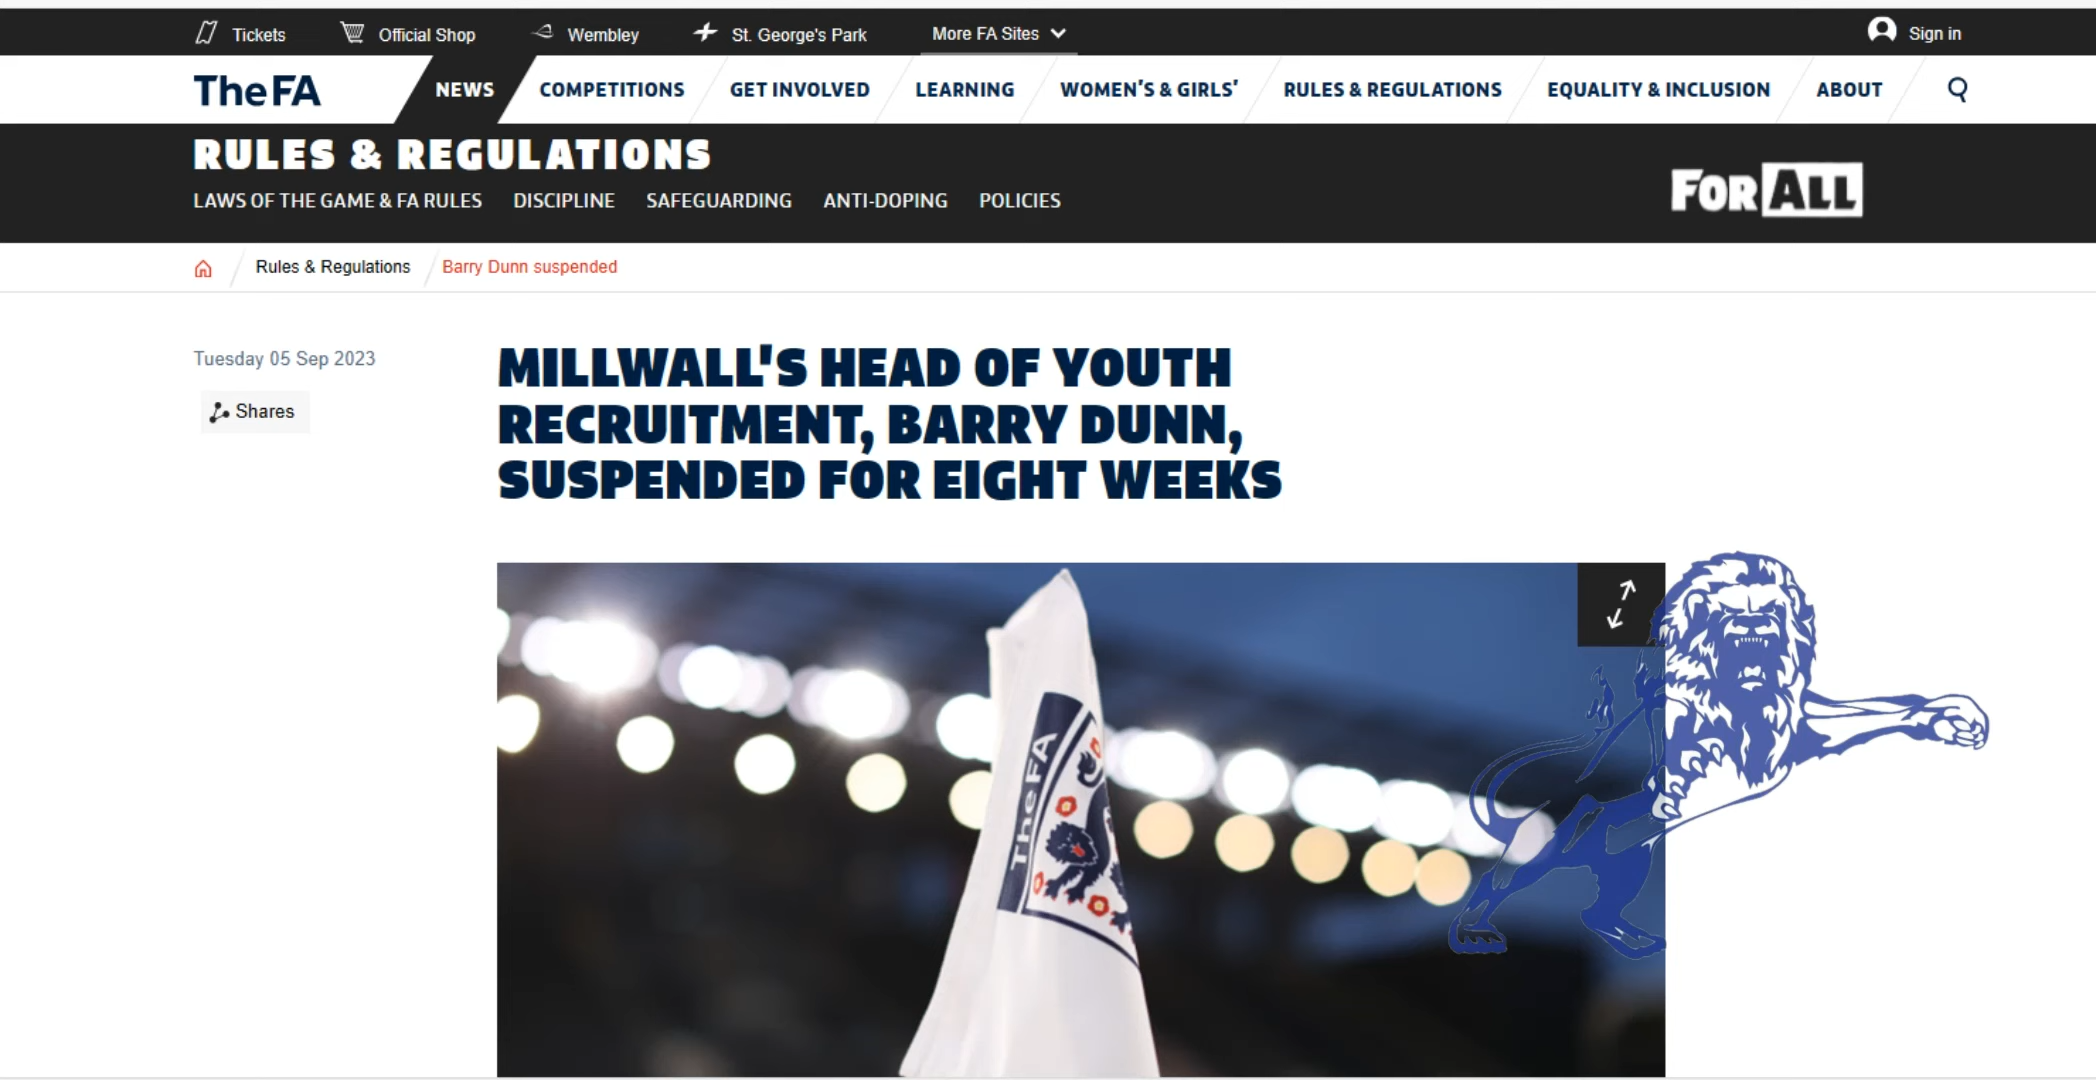 Tickets Official Shop Wembley St. George's Park More FA Sites Sign in
TheFA NEWS COMPETITIONS GET INVOLVED LEARNING WOMEN'S & GIRLS' RULES & REGULATIONS EQUALITY & INCLUSION ABOUT
RULES & REGULATIONS
LAWS OF THE GAME & FA RULES DISCIPLINE SAFEGUARDING ANTI-DOPING POLICIES
FOR ALL
Rules & Regulations Barry Dunn suspended
Tuesday 05 Sep 2023
Shares
MILLWALL'S HEAD OF YOUTH
RECRUITMENT, BARRY DUNN,
SUSPENDED FOR EIGHT WEEKS
The FA